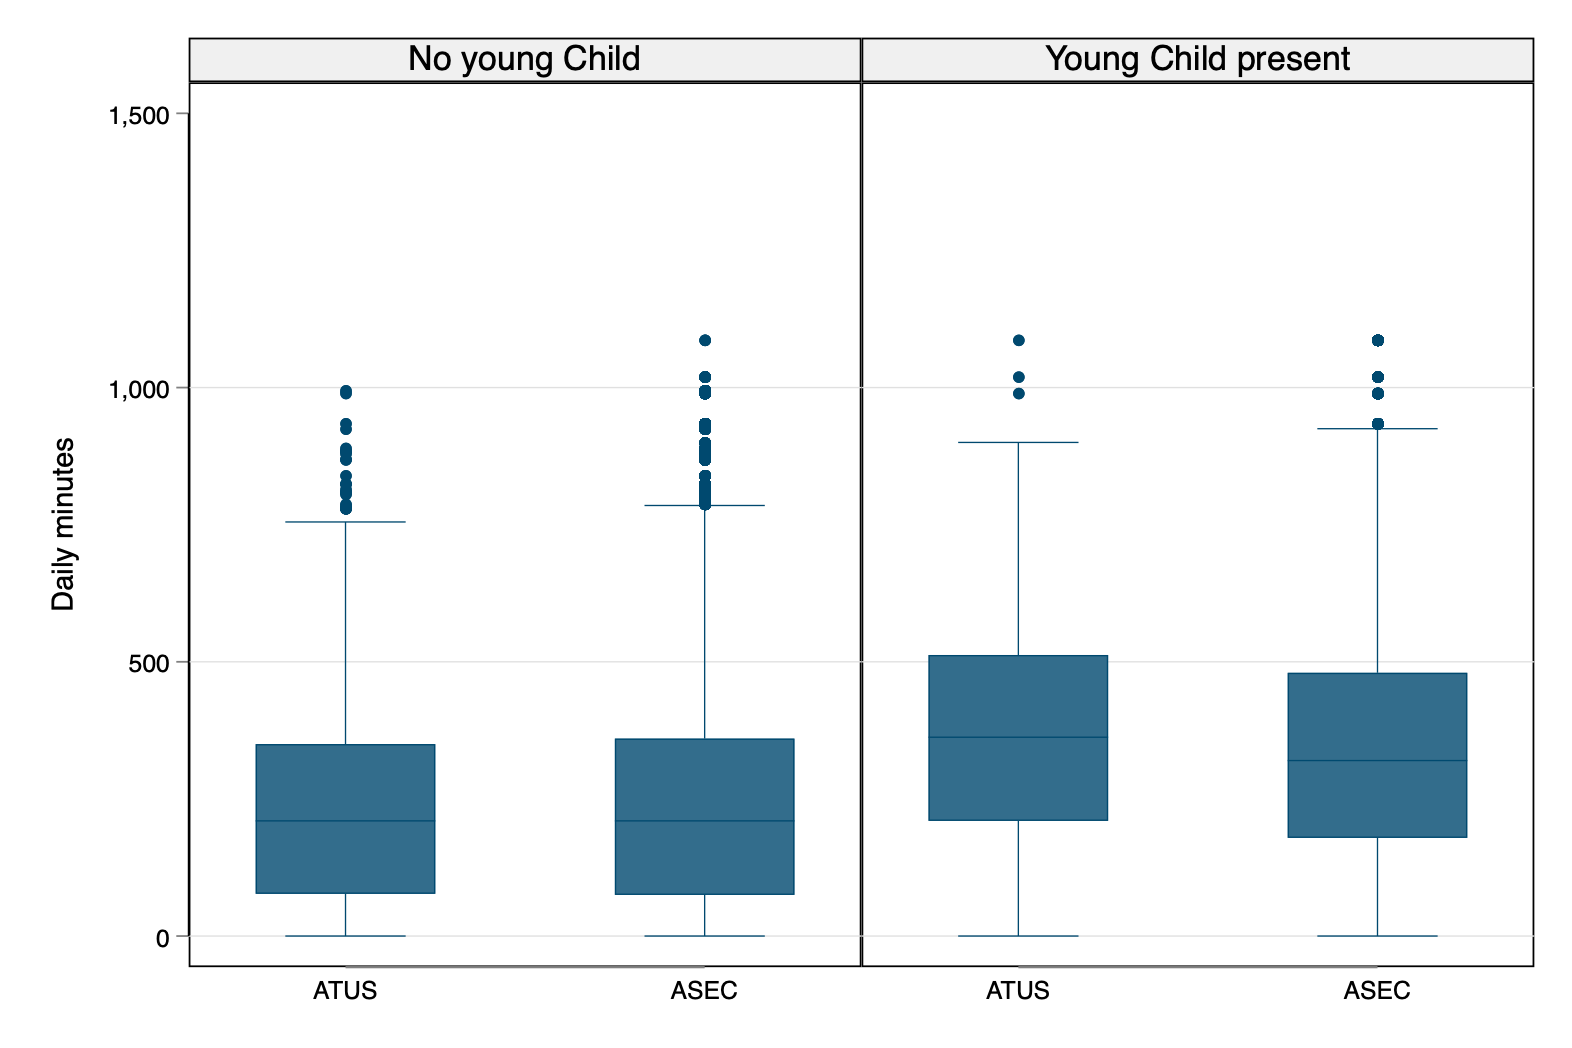 No young Child
Young Child present
Daily minutes
1,500
1,000
500
0
ATUS
ASEC
ATUS
ASEC